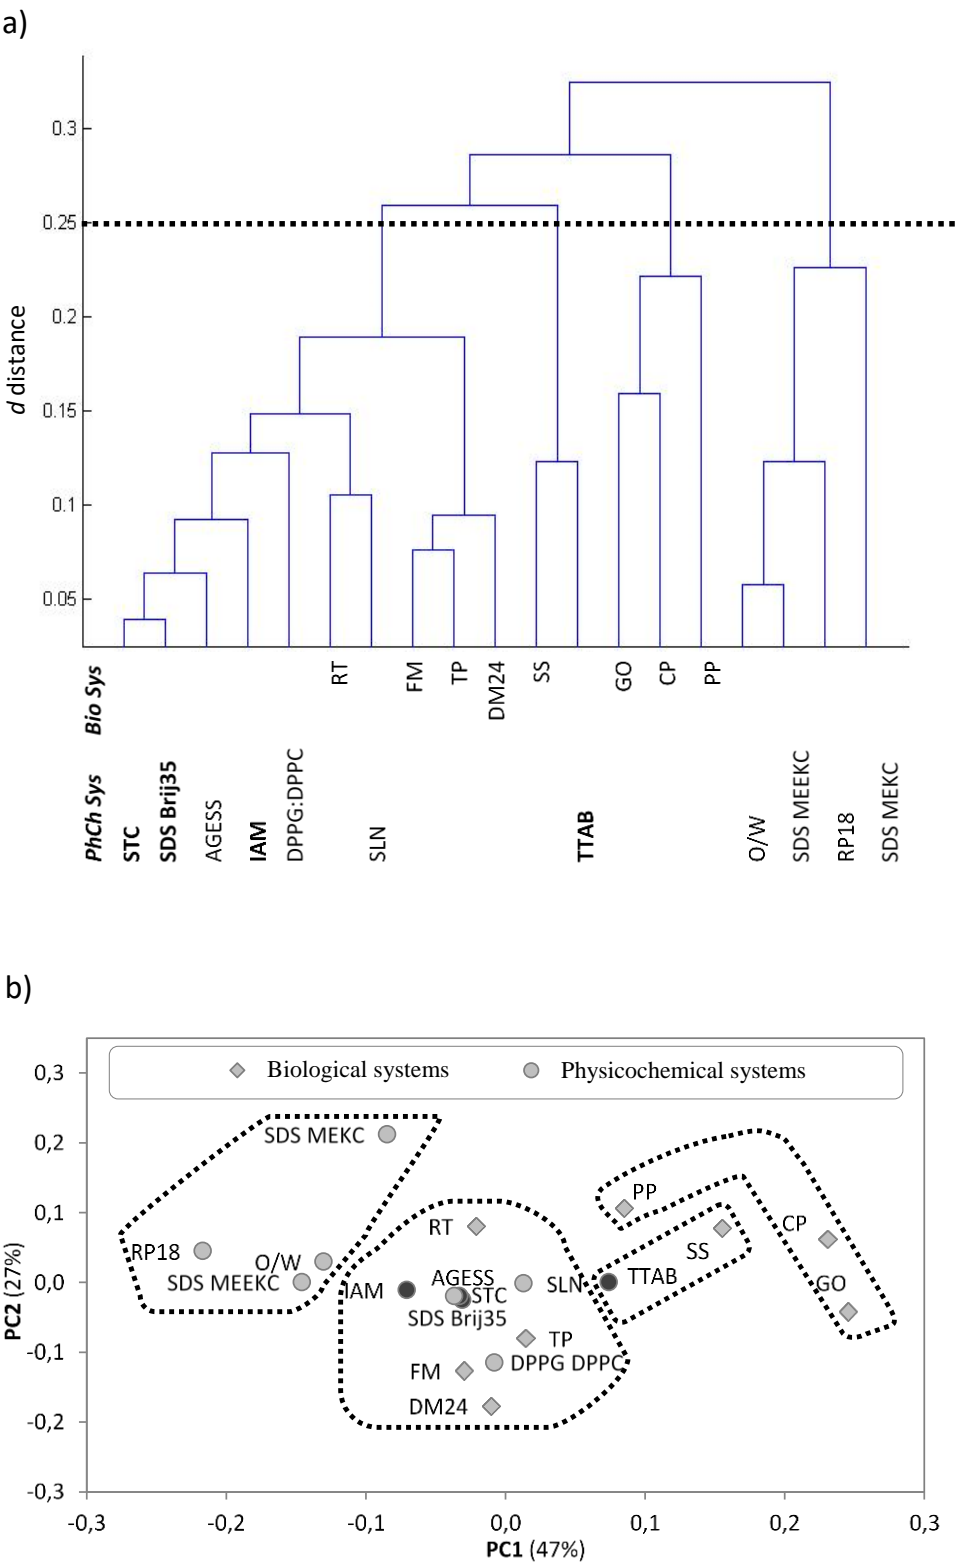 a)
0.3
0.25
0.2
0.15
0.1
0.05
d distance
Bio Sys
RT
FM
TP
DM24
SS
GO
CP
PP
PhCh Sys
STC
SDS Brij35
AGESS
IAM
DPPG:DPPC
SLN
TTAB
O/W
SDS MEEKC
RP18
SDS MEKC
b)
Biological systems
Physicochemical systems
0,3
0,2
0,1
0,0
-0,1
-0,2
-0,3
PC2 (27%)
SDS MEKC
PP
RT
CP
RP18
O/W
SS
SDS MEEKC
IAM
AGESS
STC
SLN
TTAB
GO
SDS Brij35
TP
FM
DPPG DPPC
DM24
-0,3
-0,2
-0,1
0,0
0,1
0,2
0,3
PC1 (47%)